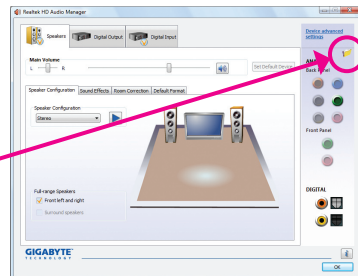 Realtek HD Audio Manager
Speakers
Digital Output
Digital Input
Device advanced
settings
Main Volume
L
R
Set Default Device
ANA
Back Panel
Speaker Configuration
Sound Effects
Room Correction
Default Format
Speaker Configuration
Stereo
Front Panel
Full-range Speakers
Front left and right
Surround speakers
DIGITAL
GIGABYTE
TECHNOLOGY
i
OK